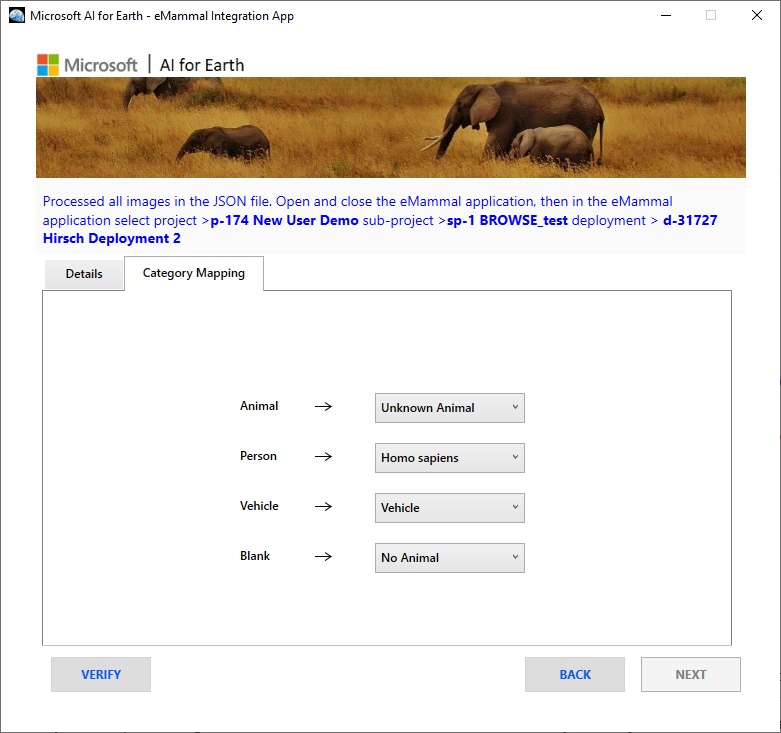 Microsoft AI for Earth - eMammal Integration App
Microsoft | AI for Earth
Processed all images in the JSON file. Open and close the eMammal application, then in the eMammal
application select project >p-174 New User Demo sub-project >sp-1 BROWSE_test deployment > d-31727
Hirsch Deployment 2
Details Category Mapping
Animal → Unknown Animal
Person → Homo sapiens
Vehicle → Vehicle
Blank → No Animal
VERIFY BACK NEXT